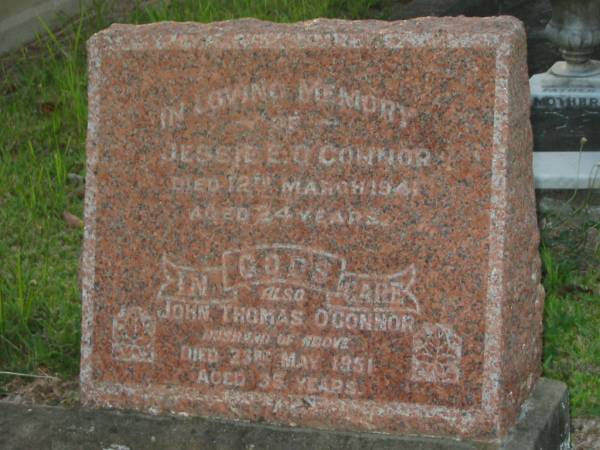 IN LOVING MEMORY
OF
JESSIE E. O'CONNOR
DIED 12TH MARCH 1941
AGED 24 YEARS.
IN GOD'S CARE
ALSO
JOHN THOMAS O'CONNOR
HUSBAND OF ABOVE
DIED 23RD MAY 1951
AGED YEARS